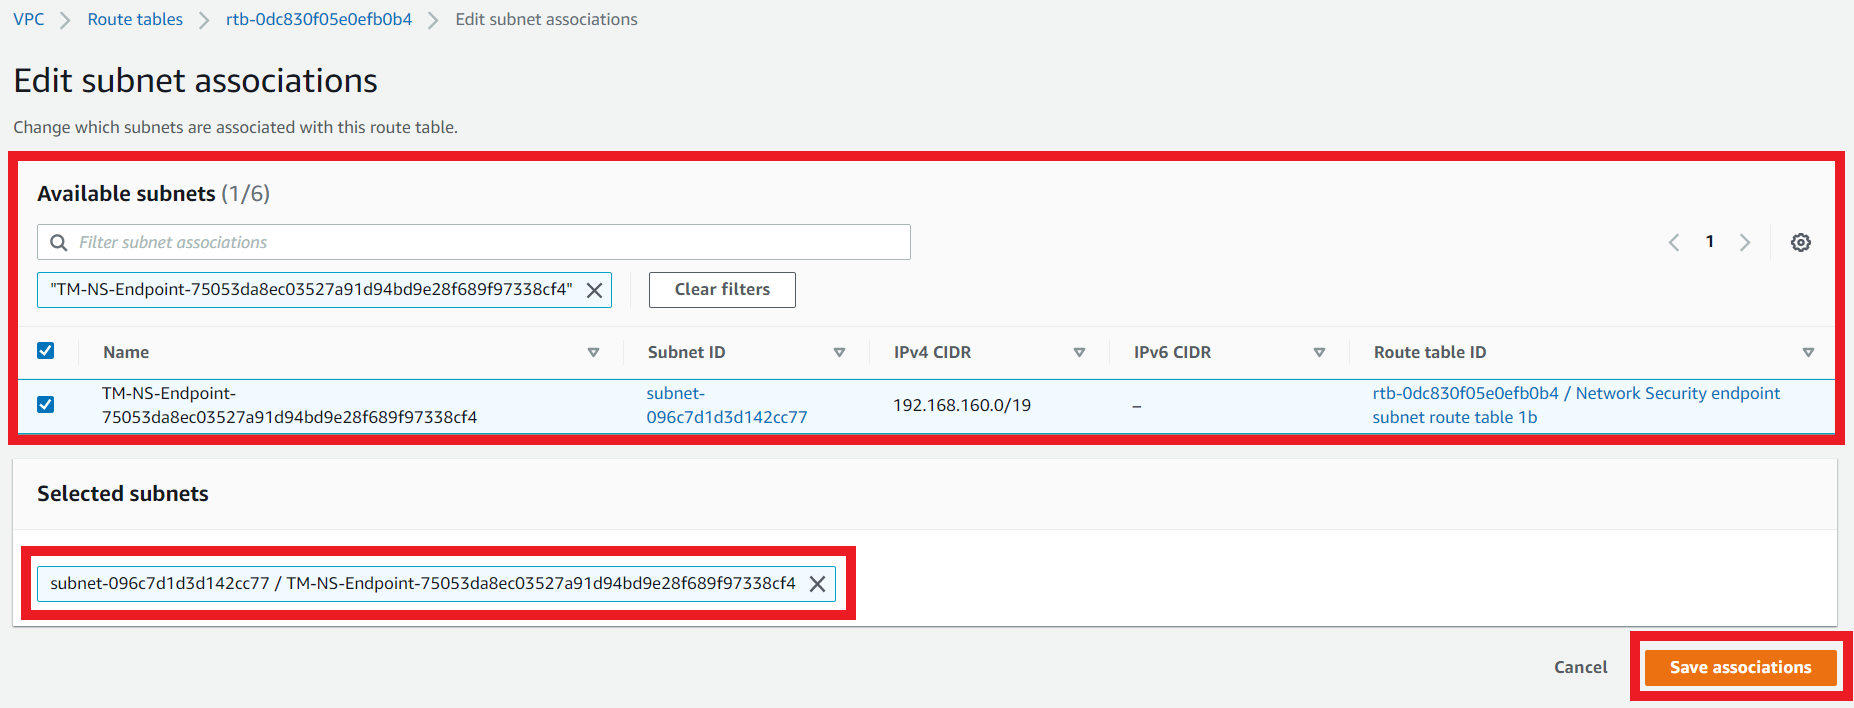 VPC > Route tables > rtb-0dc830f05e0efb0b4 > Edit subnet associations
Edit subnet associations
Change which subnets are associated with this route table.
Available subnets (1/6)
Filter subnet associations
1
"TM-NS-Endpoint-75053da8ec03527a91d94bd9e28f689f97338cf4"
Clear filters
Name Subnet ID IPv4 CIDR IPv6 CIDR Route table ID
TM-NS-Endpoint-
75053da8ec03527a91d94bd9e28f689f97338cf4
subnet-
096c7d1d3d142cc77
192.168.160.0/19
–
rtb-0dc830f05e0efb0b4 / Network Security endpoint
subnet route table 1b
Selected subnets
subnet-096c7d1d3d142cc77 / TM-NS-Endpoint-75053da8ec03527a91d94bd9e28f689f97338cf4
Cancel
Save associations